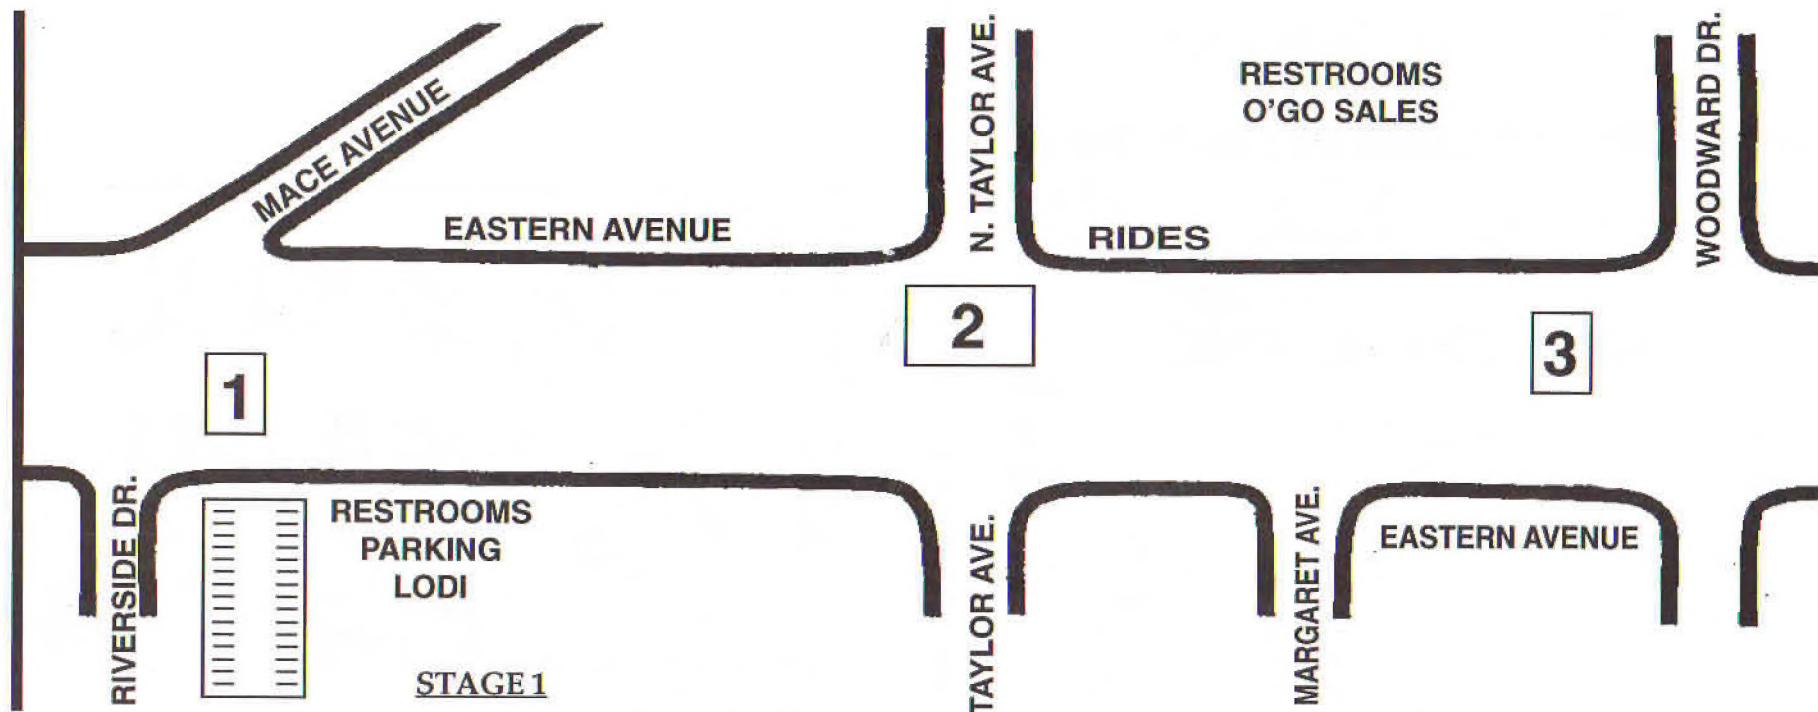 MACE AVENUE
EASTERN AVENUE
N. TAYLOR AVE.
RIDES
RESTROOMS
O'GO SALES
WOODWARD DR.
1
2
3
RIVERSIDE DR.
RESTROOMS
PARKING
LODI
STAGE 1
TAYLOR AVE.
MARGARET AVE.
EASTERN AVENUE